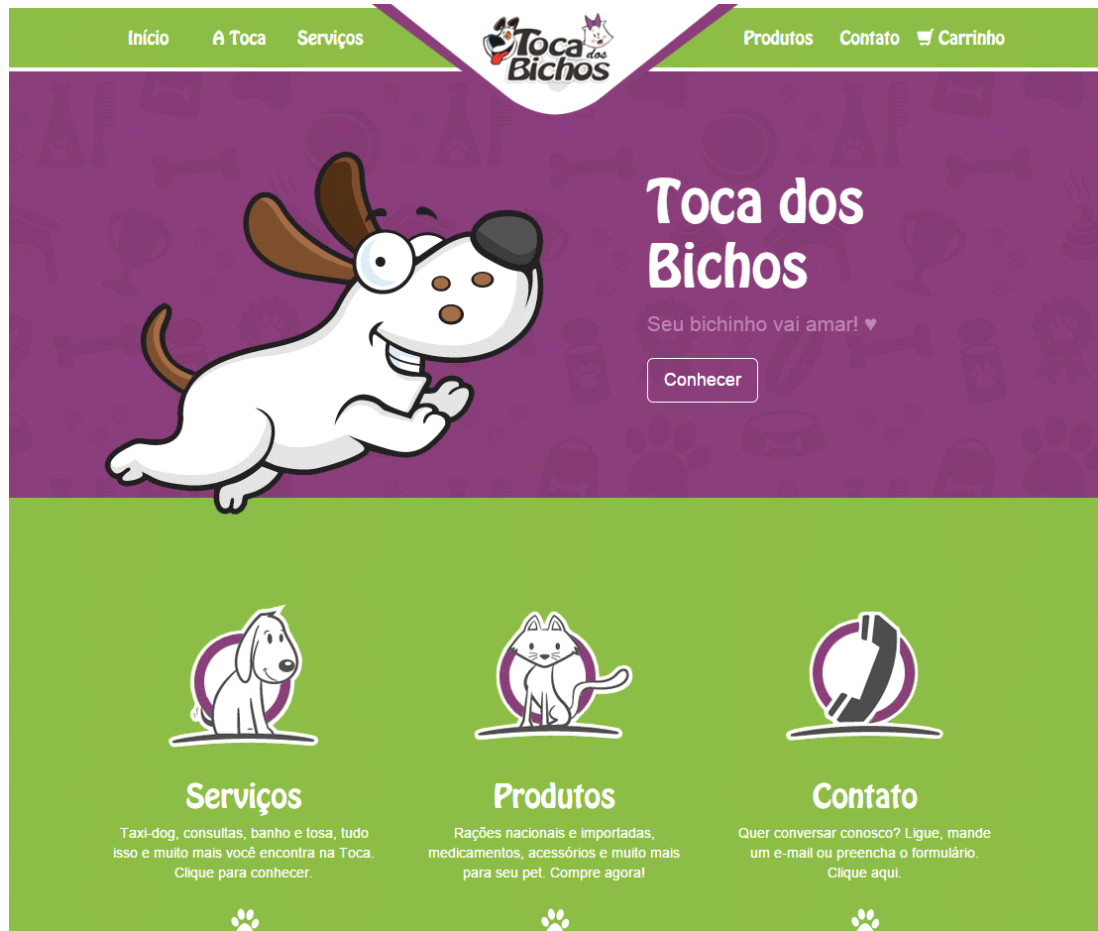 Início A Toca Serviços Toca dos Bichos Produtos Contato Carrinho
Toca dos
Bichos
Seu bichinho vai amar! ♥
Conhecer
Serviços
Taxi-dog, consultas, banho e tosa, tudo
isso e muito mais você encontra na Toca.
Clique para conhecer.
Produtos
Rações nacionais e importadas,
medicamentos, acessórios e muito mais
para seu pet. Compre agora!
Contato
Quer conversar conosco? Ligue, mande
um e-mail ou preencha o formulário.
Clique aqui.